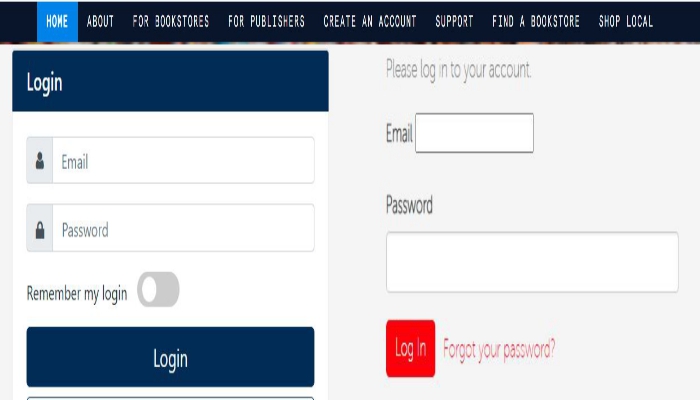 HOME ABOUT FOR BOOKSTORES FOR PUBLISHERS CREATE AN ACCOUNT SUPPORT FIND A BOOKSTORE SHOP LOCAL
Login
Email
Password
Remember my login
Login
Please log in to your account.
Email
Password
Log In Forgot your password?